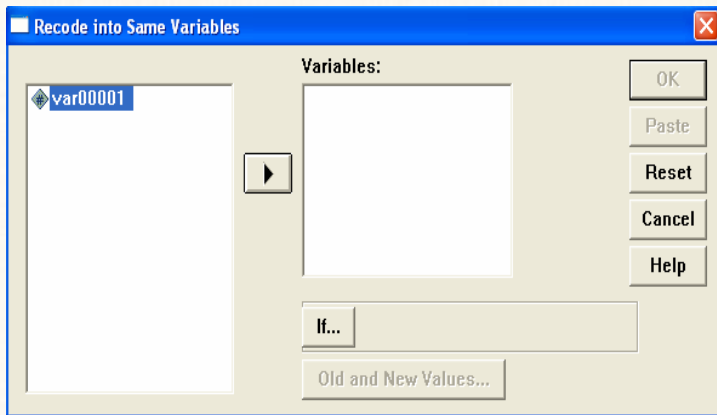 Recode into Same Variables
Variables:
var00001
OK
Paste
Reset
Cancel
Help
If...
Old and New Values...